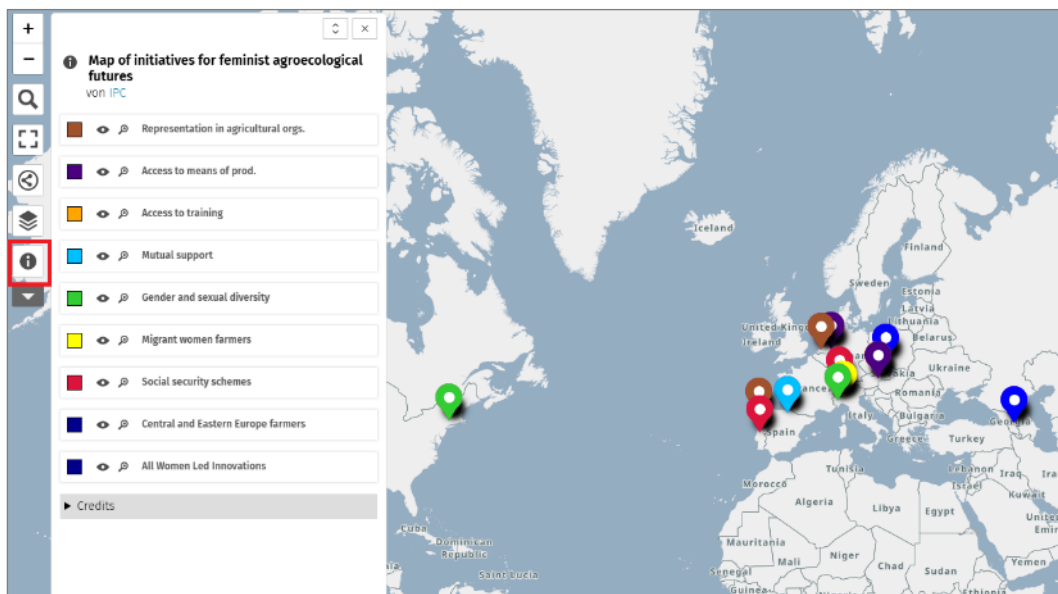 +
−
Map of initiatives for feminist agroecological
futures
von IPC
Representation in agricultural orgs.
Access to means of prod.
Access to training
Mutual support
Gender and sexual diversity
Migrant women farmers
Social security schemes
Central and Eastern Europe farmers
All Women Led Innovations
Credits
Iceland
Finland
Sweden
Estonia
Latvia
Lithuania
United
Ireland
Belarus
Ukraine
Romania
Italy
Bulgaria
Spain
Greece
Turkey
Tunisia
Lebanon
Iraq
Israel
Morocco
Kuwait
Algeria
Libya
Egypt
Cuba
Dominican
Republic
Mauritania
Mali
Niger
Chad
Sudan
Yemen
Saint Lucia
Senegal